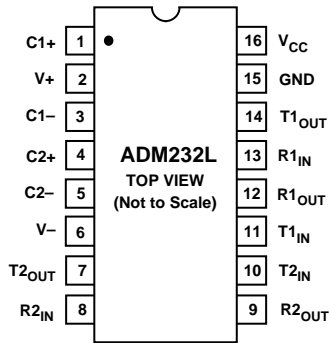 C1+ 1 16 VCC
V+ 2 15 GND
C1– 3 14 T1OUT
C2+ 4 ADM232L 13 R1IN
TOP VIEW
C2– 5 (Not to Scale) 12 R1OUT
V– 6 11 T1IN
T2OUT 7 10 T2IN
R2IN 8 9 R2OUT